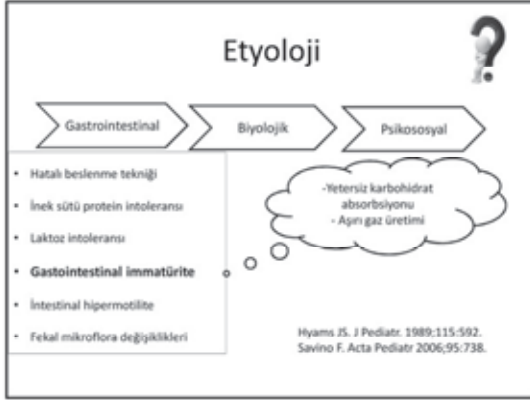 Etyoloji
Gastrointestinal
Biyolojik
Psikososyal
• Hatalı beslenme tekniği
• İnek sütü protein intoleransı
• Laktoz intoleransı
• Gastointestinal immatürite
• İntestinal hipermotilite
- Fekal mikroflora değişiklikleri
-Yetersiz karbohidrat
absorbsiyonu
- Aşırı gaz üretimi
Hyams JS. J Pediatr. 1989;115:592.
Savino F. Acta Pediatr 2006;95:738.